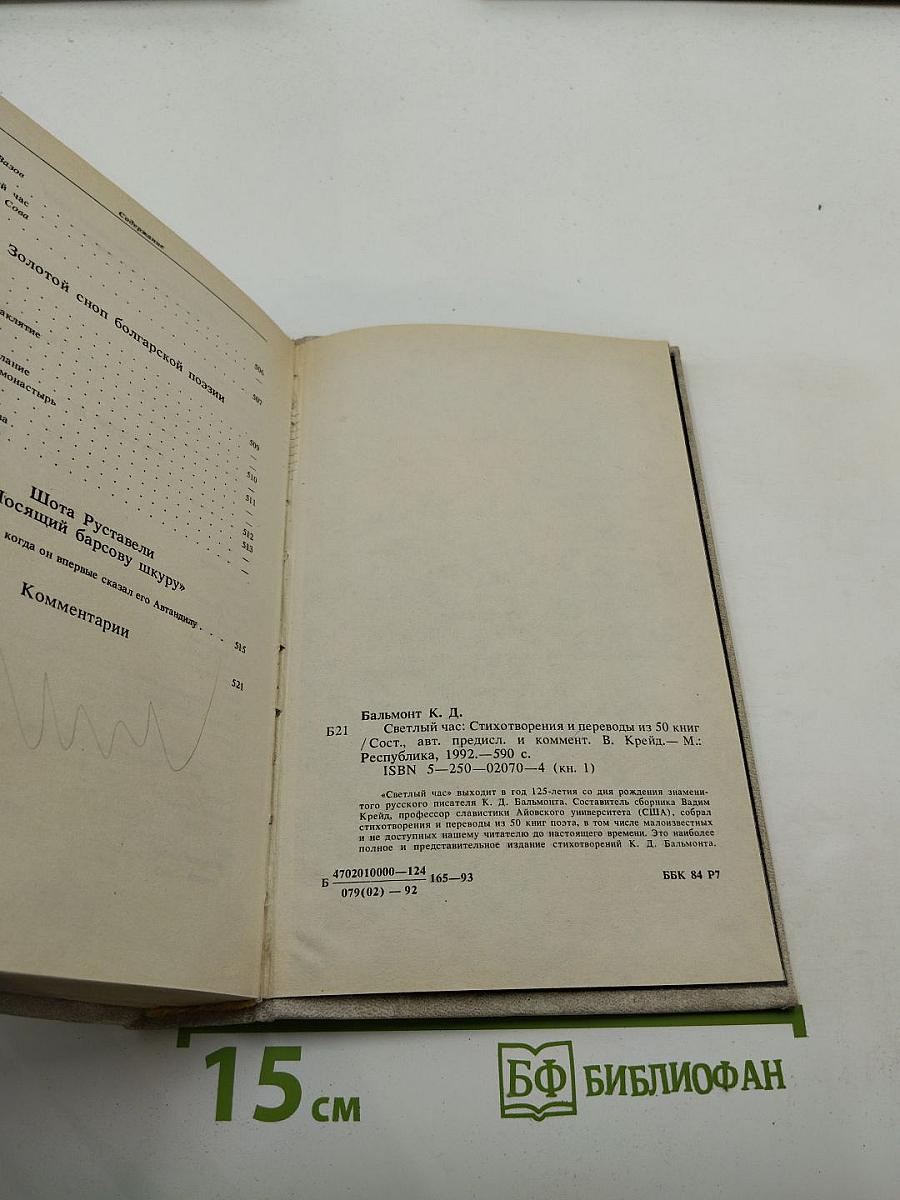 Содержание
Вазов
час
Сова
506
—
Золотой сноп болгарской поэзии
507
509
—
—
510
511
—
—
512
513
—
—
Шота Руставели
барсову шкуру»
когда он впервые сказал его Автандилу . . . 515
Комментарии
521
Бальмонт К. Д.
Б21 Светлый час: Стихотворения и переводы из 50 книг
/Сост., авт. предисл. и коммент. В. Крейд.— М.:
Республика, 1992.—590 с.
ISBN 5—250—02070—4 (кн. 1)
«Светлый час» выходит в год 125-летия со дня рождения знамени-
того русского писателя К. Д. Бальмонта. Составитель сборника Вадим
Крейд, профессор славистики Айовского университета (США), собрал
стихотворения и переводы из 50 книг поэта, в том числе малоизвестных
и не доступных нашему читателю до настоящего времени. Это наиболее
полное и представительное издание стихотворений К. Д. Бальмонта.
Б 4702010000—124 165—93
079(02) — 92
ББК 84 Р7
15 см
БФ БИБЛИОФАН